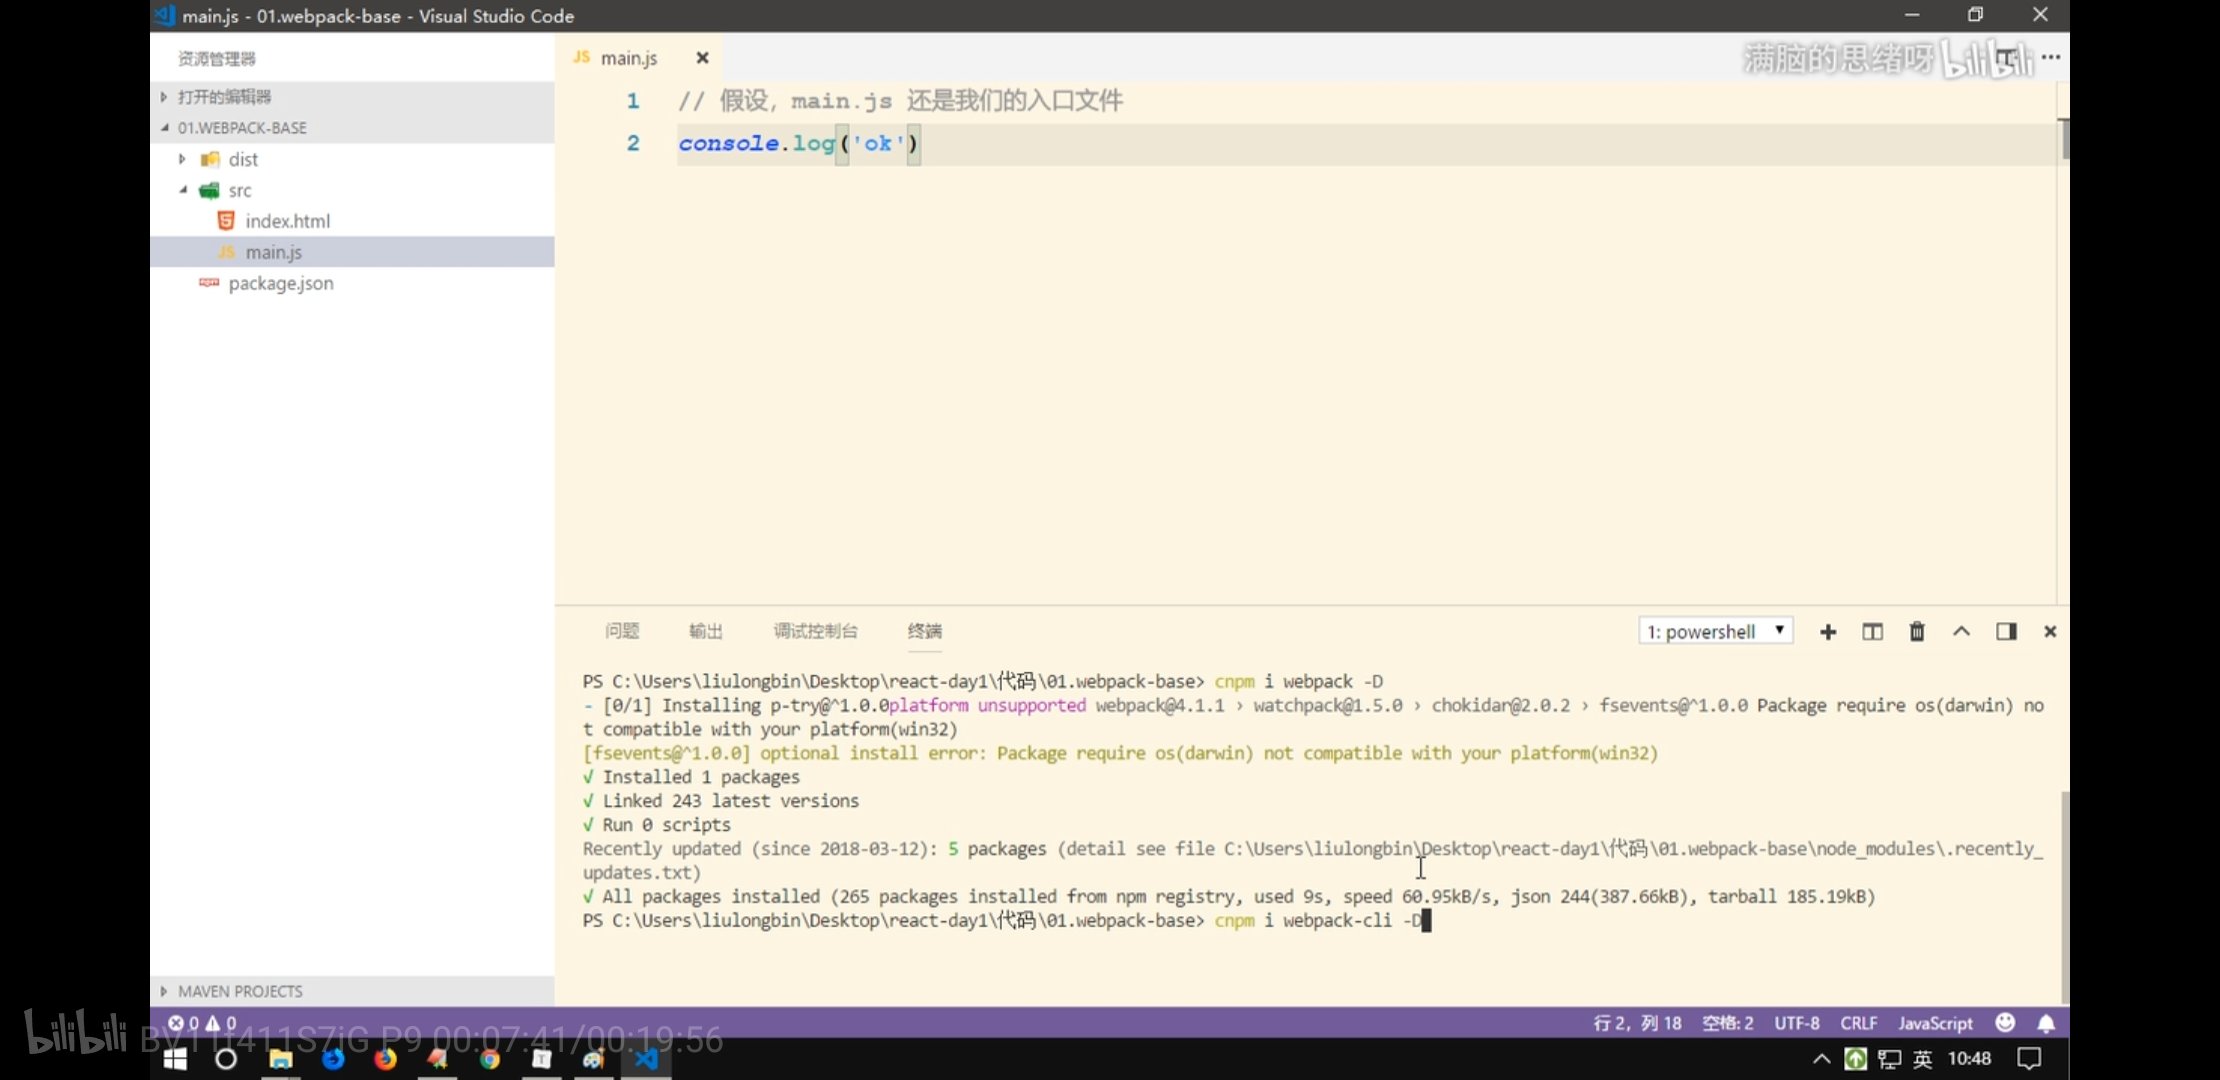 main.js - 01.webpack-base - Visual Studio Code
资源管理器
打开的编辑器
01.WEBPACK-BASE
dist
src
index.html
main.js
package.json
MAVEN PROJECTS
main.js
满脑的思绪呀 bilibili
1 // 假设，main.js 还是我们的入口文件
2 console.log('ok')
问题 输出 调试控制台 终端
1: powershell
PS C:\Users\liulongbin\Desktop\react-day1\代码\01.webpack-base> cnpm i webpack -D
- [0/1] Installing p-try@^1.0.0platform unsupported webpack@4.1.1 › watchpack@1.5.0 › chokidar@2.0.2 › fsevents@^1.0.0 Package require os(darwin) no
t compatible with your platform(win32)
[fsevents@^1.0.0] optional install error: Package require os(darwin) not compatible with your platform(win32)
√ Installed 1 packages
√ Linked 243 latest versions
√ Run 0 scripts
Recently updated (since 2018-03-12): 5 packages (detail see file C:\Users\liulongbin\Desktop\react-day1\代码\01.webpack-base\node_modules\.recently_
updates.txt)
√ All packages installed (265 packages installed from npm registry, used 9s, speed 60.95kB/s, json 244(387.66kB), tarball 185.19kB)
PS C:\Users\liulongbin\Desktop\react-day1\代码\01.webpack-base> cnpm i webpack-cli -D
0 0
行 2，列 18 空格: 2 UTF-8 CRLF JavaScript
bilibili P9 00:07:41/00:19:56
英 10:48